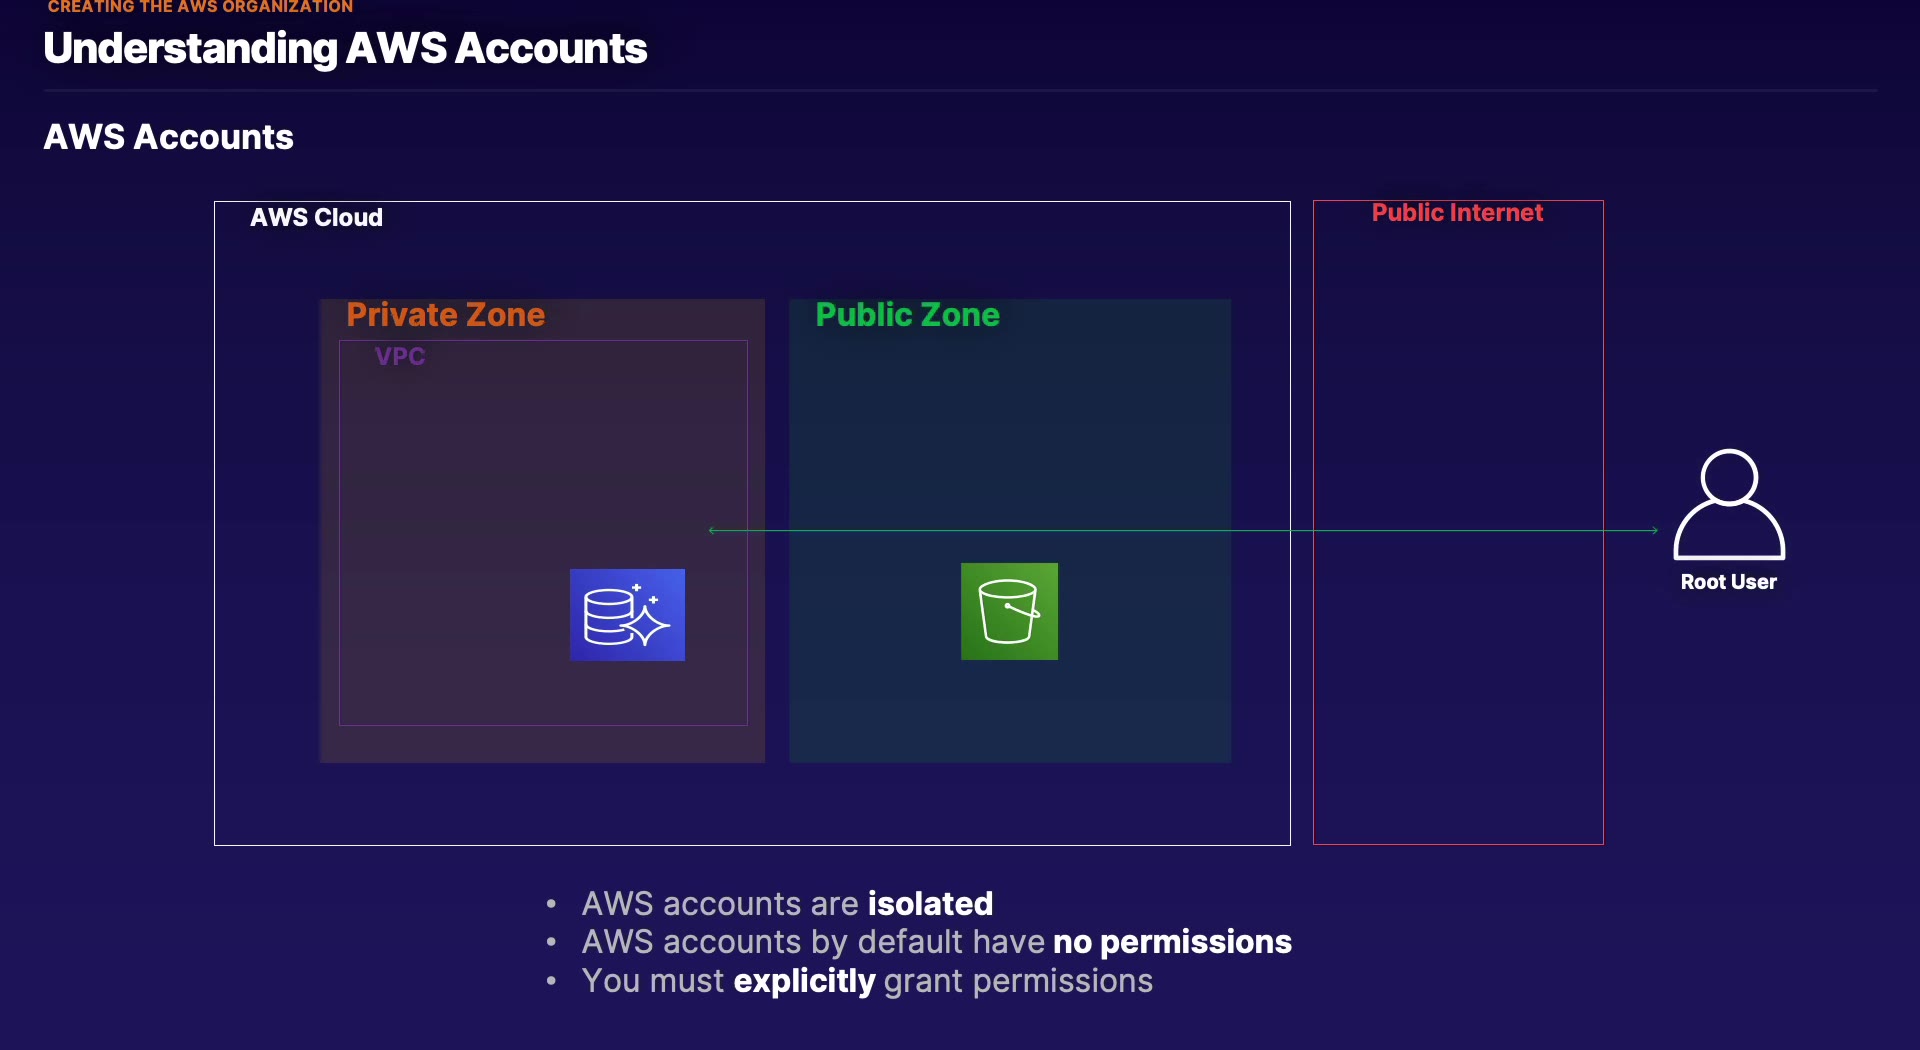 CREATING THE AWS ORGANIZATION
Understanding AWS Accounts
AWS Accounts
AWS Cloud
Public Internet
Private Zone
Public Zone
VPC
Root User
• AWS accounts are isolated
• AWS accounts by default have no permissions
• You must explicitly grant permissions